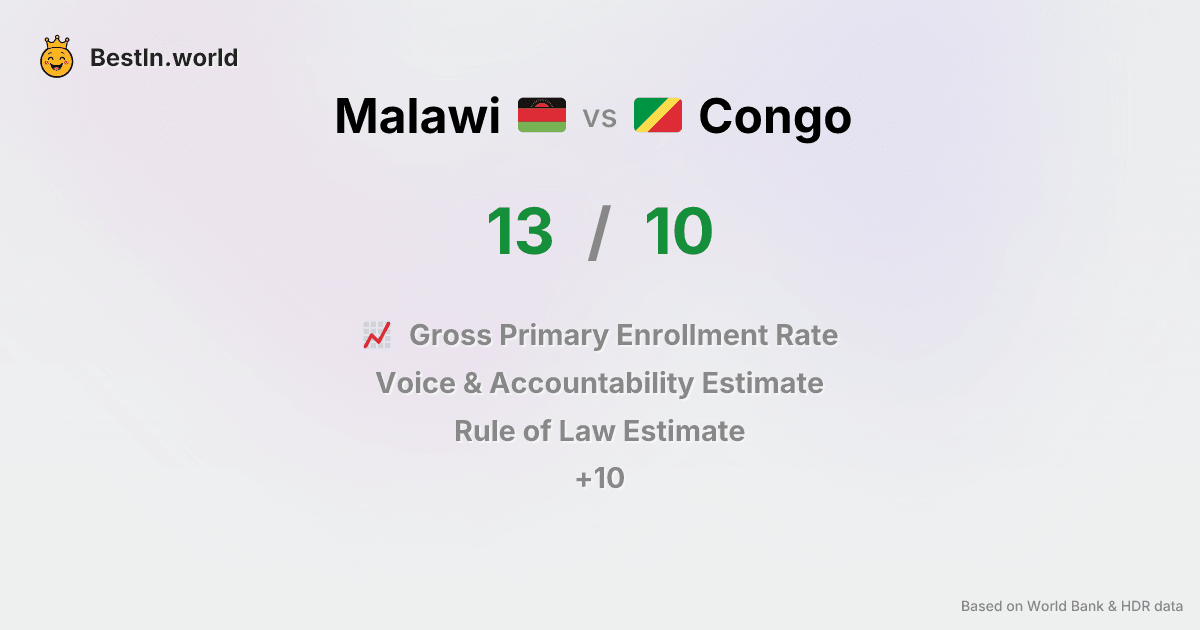 BestIn.world
Malawi vs Congo
13 / 10
Gross Primary Enrollment Rate
Voice & Accountability Estimate
Rule of Law Estimate
+10
Based on World Bank & HDR data